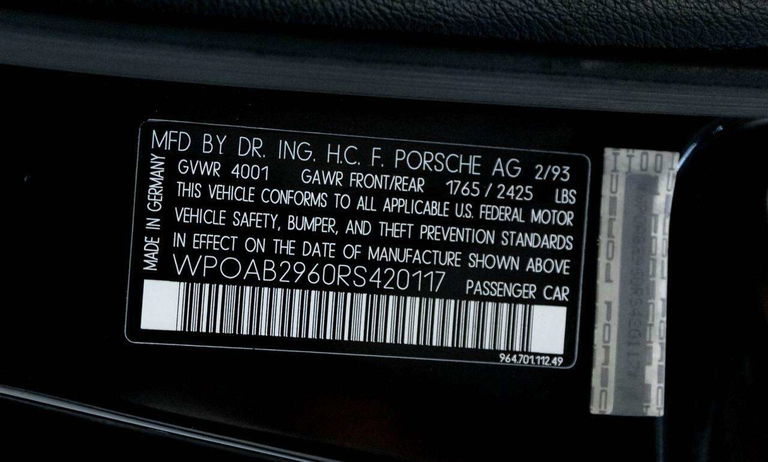 MFD BY DR. ING. H.C. F. PORSCHE AG 2/93
GVWR 4001 GAWR FRONT/REAR 1765 / 2425 LBS
THIS VEHICLE CONFORMS TO ALL APPLICABLE U.S. FEDERAL MOTOR
VEHICLE SAFETY, BUMPER, AND THEFT PREVENTION STANDARDS
IN EFFECT ON THE DATE OF MANUFACTURE SHOWN ABOVE
WPOAB2960RS420117 PASSENGER CAR
964.701.112.49
MADE IN GERMANY